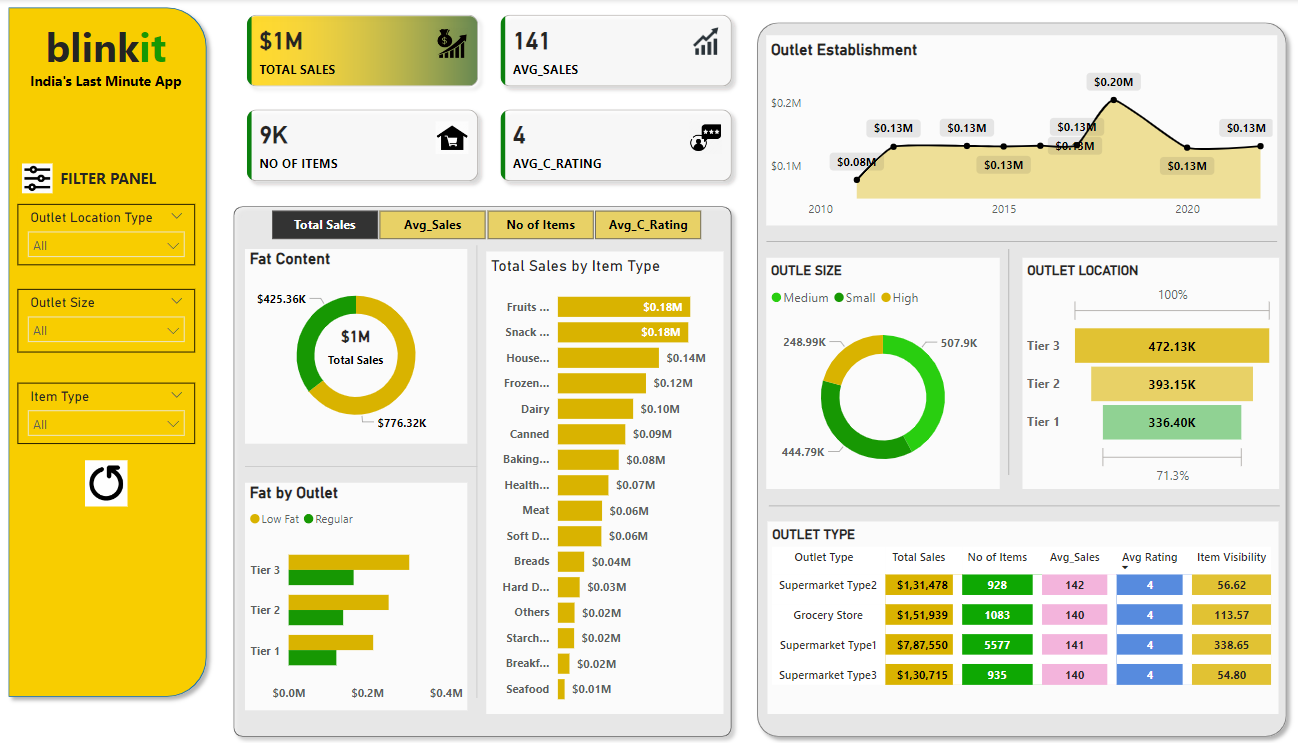 blinkit
India's Last Minute App
FILTER PANEL
Outlet Location Type
All
Outlet Size
All
Item Type
All
$1M
TOTAL SALES
141
AVG_SALES
9K
NO OF ITEMS
4
AVG_C_RATING
Total Sales
Avg_Sales
No of Items
Avg_C_Rating
Fat Content
$425.36K
$1M
Total Sales
$776.32K
Fat by Outlet
Low Fat
Regular
Tier 3
Tier 2
Tier 1
$0.0M
$0.2M
$0.4M
Total Sales by Item Type
Fruits ...
$0.18M
Snack ...
$0.18M
House...
$0.14M
Frozen...
$0.12M
Dairy
$0.10M
Canned
$0.09M
Baking...
$0.08M
Health...
$0.07M
Meat
$0.06M
Soft D...
$0.06M
Breads
$0.04M
Hard D...
$0.03M
Others
$0.02M
Starch...
$0.02M
Breakf...
$0.02M
Seafood
$0.01M
Outlet Establishment
$0.2M
$0.1M
$0.08M
$0.13M
$0.13M
$0.13M
$0.13M
$0.13M
$0.20M
$0.13M
$0.13M
2010
2015
2020
OUTLE SIZE
Medium
Small
High
248.99K
507.9K
444.79K
OUTLET LOCATION
100%
Tier 3
472.13K
Tier 2
393.15K
Tier 1
336.40K
71.3%
OUTLET TYPE
Outlet Type Total Sales No of Items Avg_Sales Avg Rating Item Visibility
Supermarket Type2 $1,31,478 928 142 4 56.62
Grocery Store $1,51,939 1083 140 4 113.57
Supermarket Type1 $7,87,550 5577 141 4 338.65
Supermarket Type3 $1,30,715 935 140 4 54.80